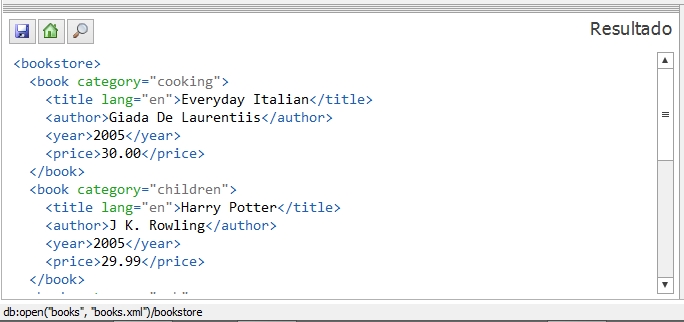 Resultado
<bookstore>
  <book category="cooking">
    <title lang="en">Everyday Italian</title>
    <author>Giada De Laurentiis</author>
    <year>2005</year>
    <price>30.00</price>
  </book>
  <book category="children">
    <title lang="en">Harry Potter</title>
    <author>J K. Rowling</author>
    <year>2005</year>
    <price>29.99</price>
  </book>
db:open("books", "books.xml")/bookstore